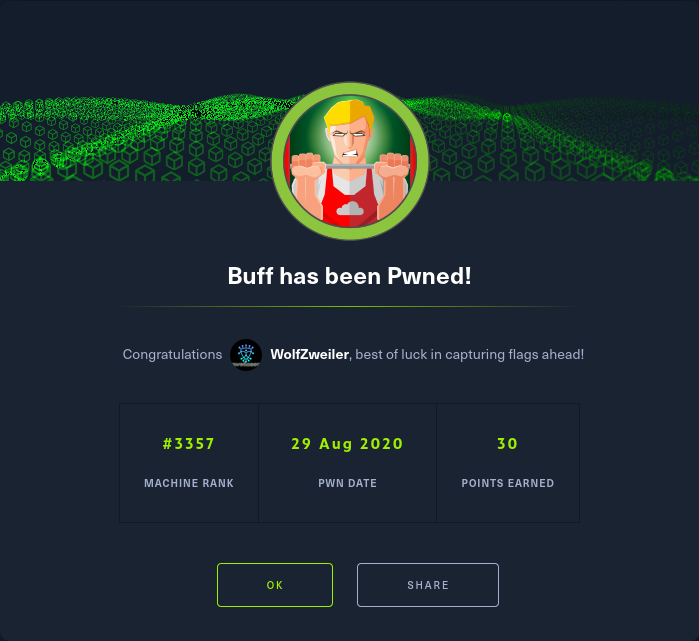 Buff has been Pwned!
Congratulations WolfZweiler, best of luck in capturing flags ahead!
#3357 29 Aug 2020 30
MACHINE RANK PWN DATE POINTS EARNED
OK SHARE